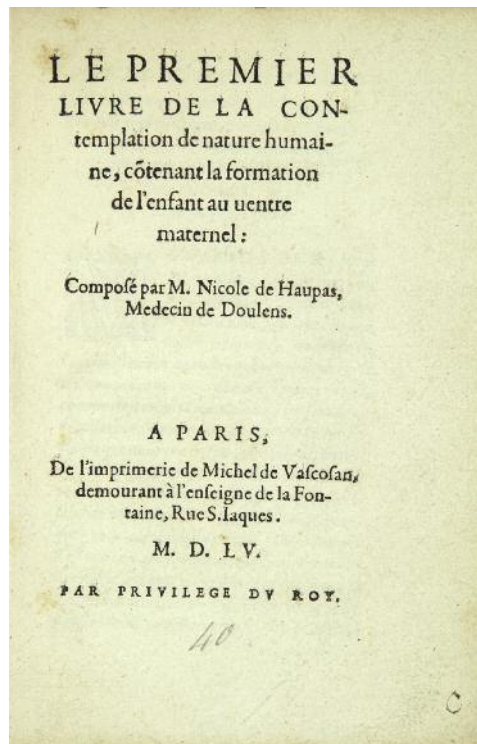 LE PREMIER
LIVRE DE LA CON-
templation de nature humai-
ne, cõtenant la formation
de l'enfant au uentre
maternel:
Composé par M. Nicole de Haupas,
Medecin de Doulens.
A PARIS,
De l'imprimerie de Michel de Vascosan,
demourant à l'enseigne de la Fon-
taine, Rue S. Iaques.
M. D. LV.
PAR PRIVILEGE DV ROY.
40
C